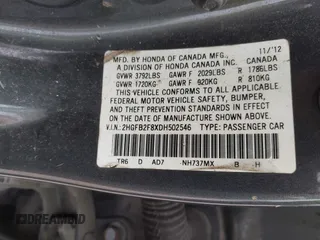 MFD. BY HONDA OF CANADA MFG., 11/'12
A DIVISION OF HONDA CANADA INC. CANADA
GVWR 3792LBS GAWR F 2029LBS R 1786LBS
GVWR 1720KG GAWR F 920KG R 810KG
THIS VEHICLE CONFORMS TO ALL APPLICABLE
FEDERAL MOTOR VEHICLE SAFETY, BUMPER,
AND THEFT PREVENTION STANDARDS IN EFFECT
ON THE DATE OF MANUFACTURE SHOWN ABOVE.
V.I.N.: 2HGFB2F8XDH502546 TYPE: PASSENGER CAR
TR6 D AD7 NH737MX B H
DREAMBID